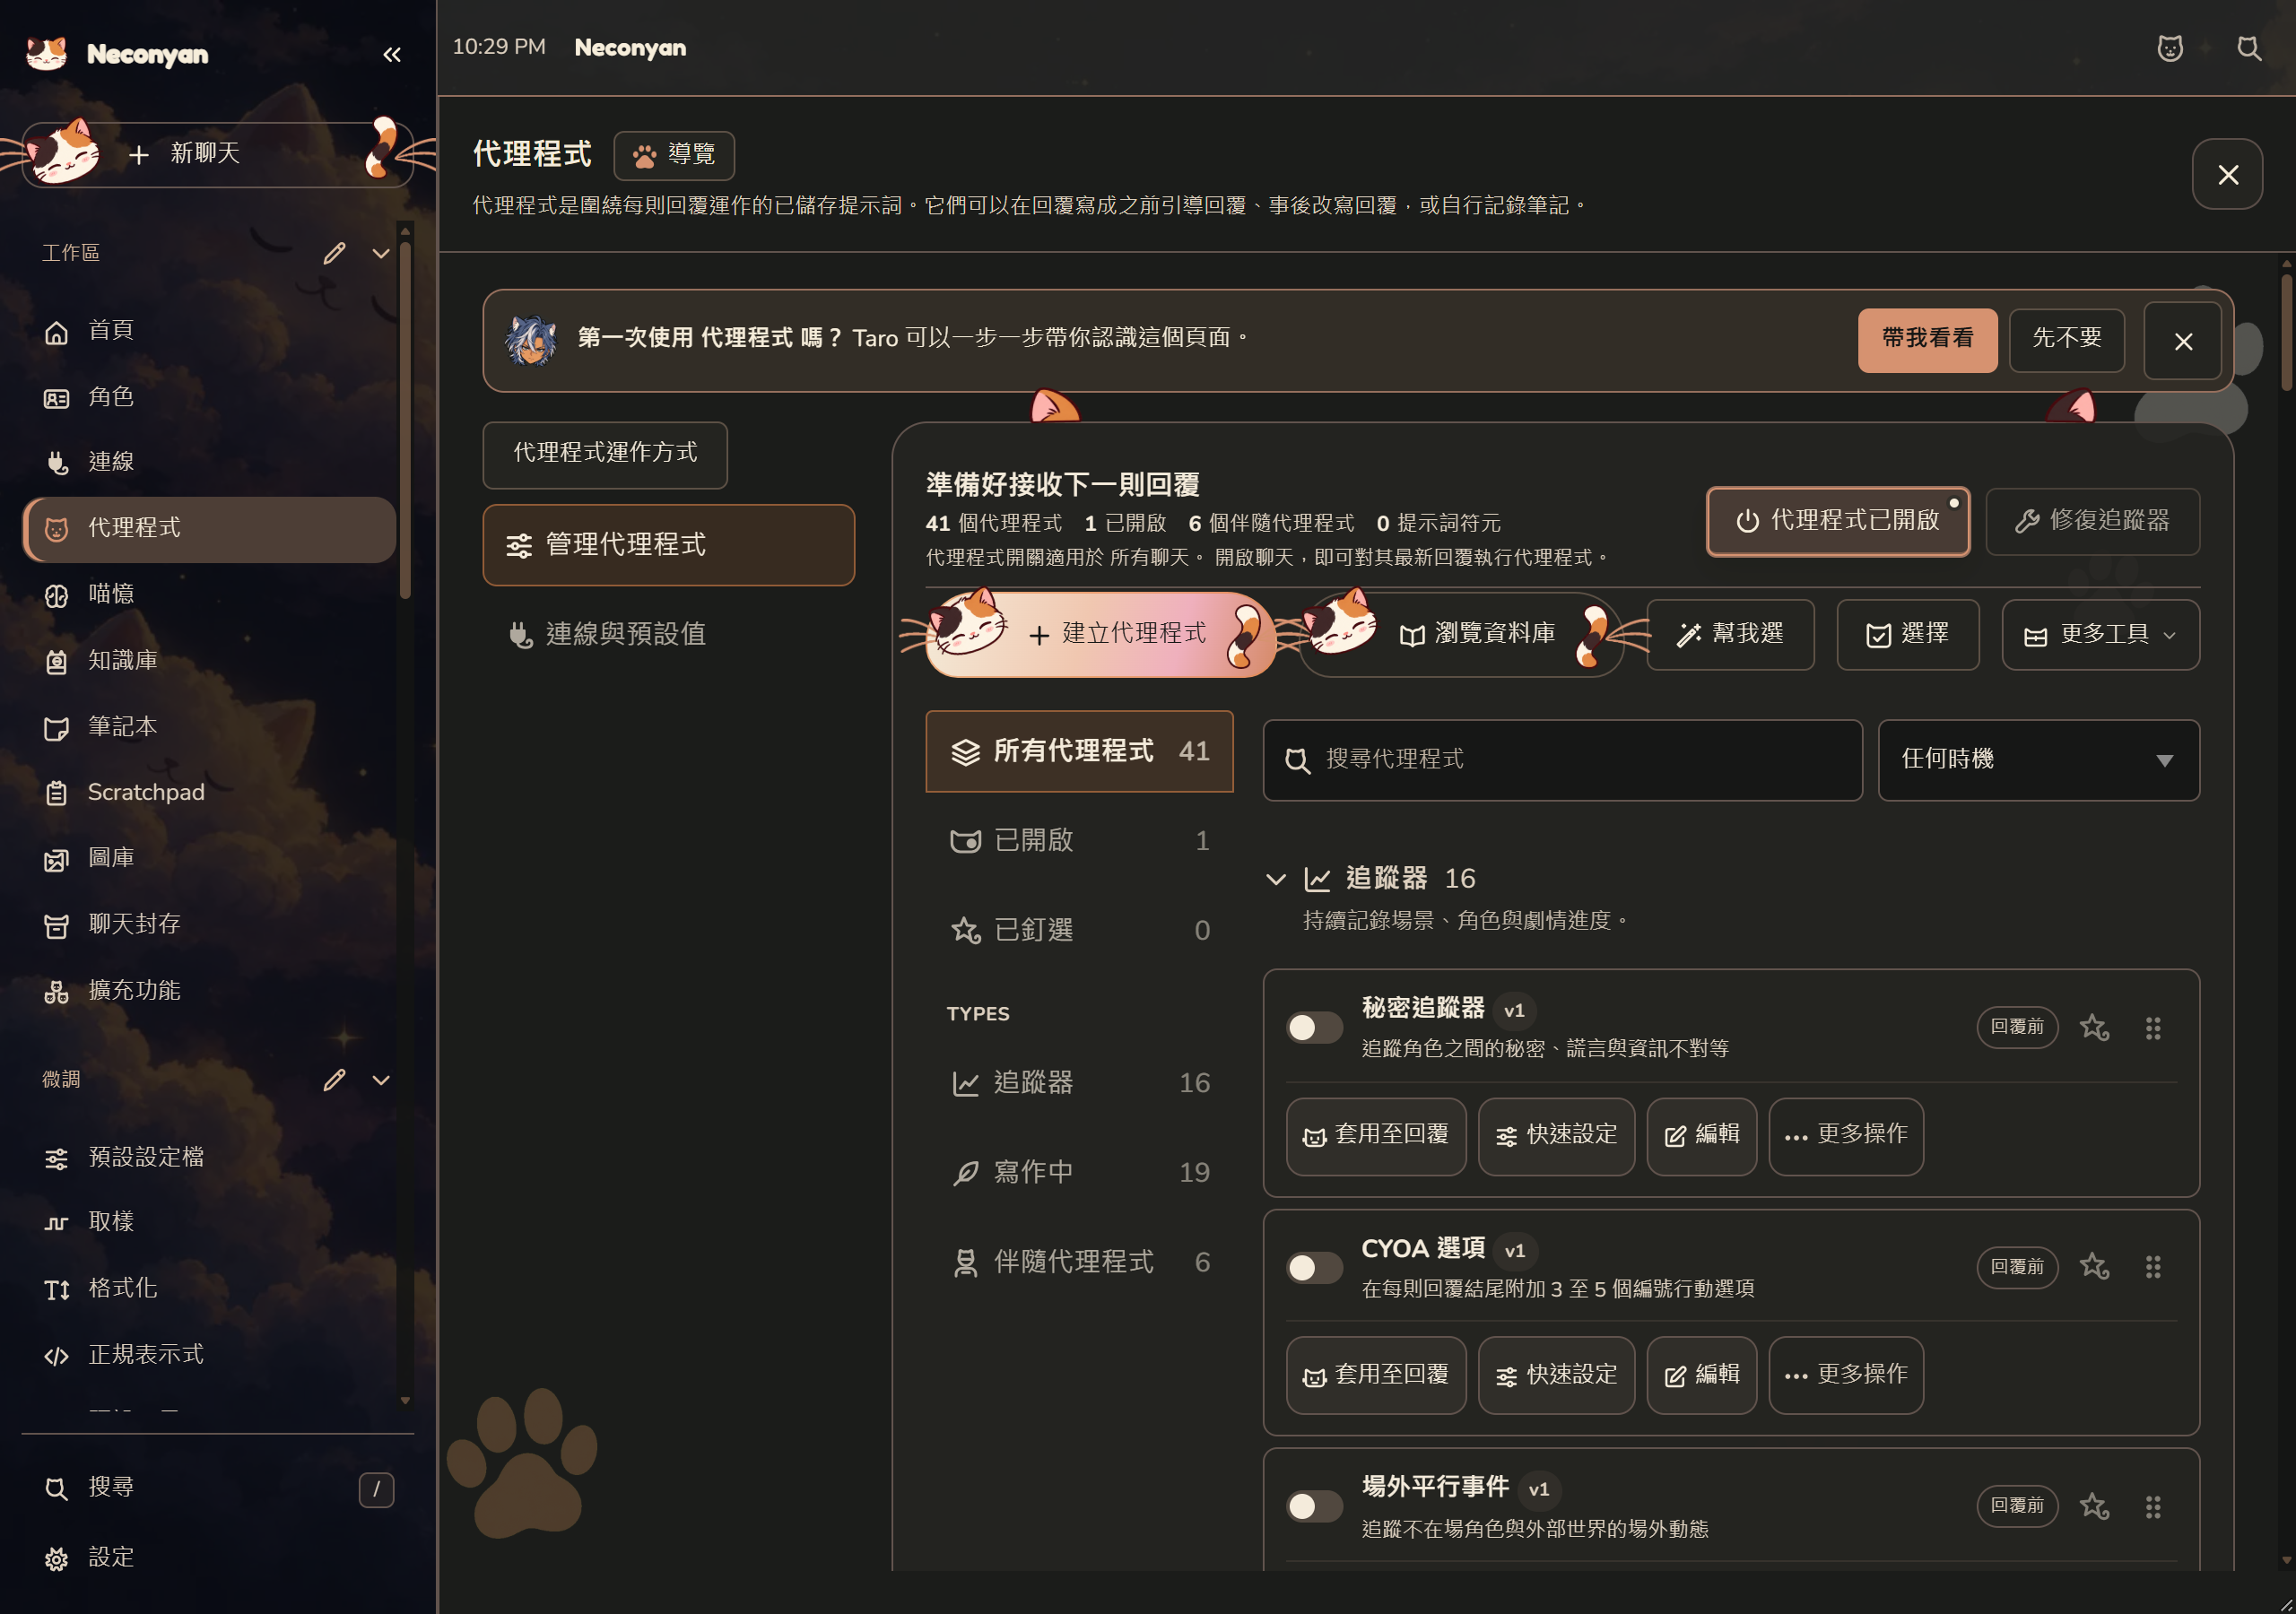 Neconyan
新聊天
工作區
首頁
角色
連線
代理程式
喵憶
知識庫
筆記本
Scratchpad
圖庫
聊天封存
擴充功能
微調
預設設定檔
取樣
格式化
正規表示式
搜尋
/
設定
10:29 PM
Neconyan
代理程式
導覽
代理程式是圍繞每則回覆運作的已儲存提示詞。它們可以在回覆寫成之前引導回覆、事後改寫回覆，或自行記錄筆記。
第一次使用 代理程式 嗎？ Taro 可以一步一步帶你認識這個頁面。
帶我看看
先不要
代理程式運作方式
管理代理程式
連線與預設值
準備好接收下一則回覆
41 個代理程式 1 已開啟 6 個伴隨代理程式 0 提示詞符元
代理程式開關適用於 所有聊天。 開啟聊天，即可對其最新回覆執行代理程式。
代理程式已開啟
修復追蹤器
建立代理程式
瀏覽資料庫
幫我選
選擇
更多工具
所有代理程式 41
已開啟 1
已釘選 0
TYPES
追蹤器 16
寫作中 19
伴隨代理程式 6
搜尋代理程式
任何時機
追蹤器 16
持續記錄場景、角色與劇情進度。
秘密追蹤器 v1
追蹤角色之間的秘密、謊言與資訊不對等
回覆前
套用至回覆
快速設定
編輯
更多操作
CYOA 選項 v1
在每則回覆結尾附加 3 至 5 個編號行動選項
回覆前
套用至回覆
快速設定
編輯
更多操作
場外平行事件 v1
追蹤不在場角色與外部世界的場外動態
回覆前